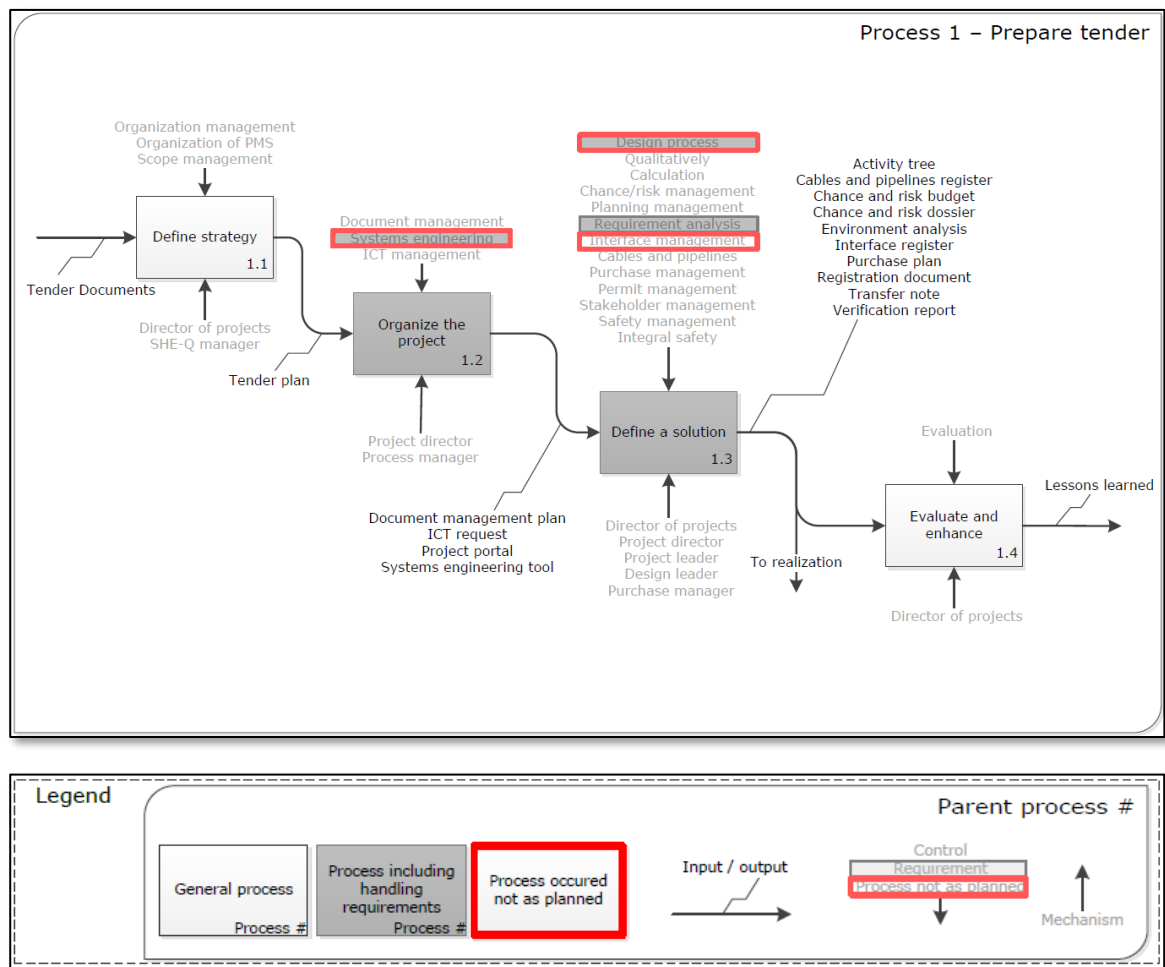 Process 1 – Prepare tender
Organization management
Organization of PMS
Scope management
Define strategy
1.1
Tender Documents
Director of projects
SHE-Q manager
Tender plan
Document management
Systems engineering
ICT management
Organize the
project
1.2
Project director
Process manager
Document management plan
ICT request
Project portal
Systems engineering tool
Design process
Qualitatively
Calculation
Chance/risk management
Planning management
Requirement analysis
Interface management
Cables and pipelines
Purchase management
Permit management
Stakeholder management
Safety management
Integral safety
Define a solution
1.3
Director of projects
Project director
Project leader
Design leader
Purchase manager
Activity tree
Cables and pipelines register
Chance and risk budget
Chance and risk dossier
Environment analysis
Interface register
Purchase plan
Registration document
Transfer note
Verification report
To realization
Evaluation
Evaluate and
enhance
1.4
Director of projects
Lessons learned
Legend
Parent process #
General process
Process #
Process including
handling
requirements
Process #
Process occured
not as planned
Input / output
Control
Requirement
Process not as planned
Mechanism